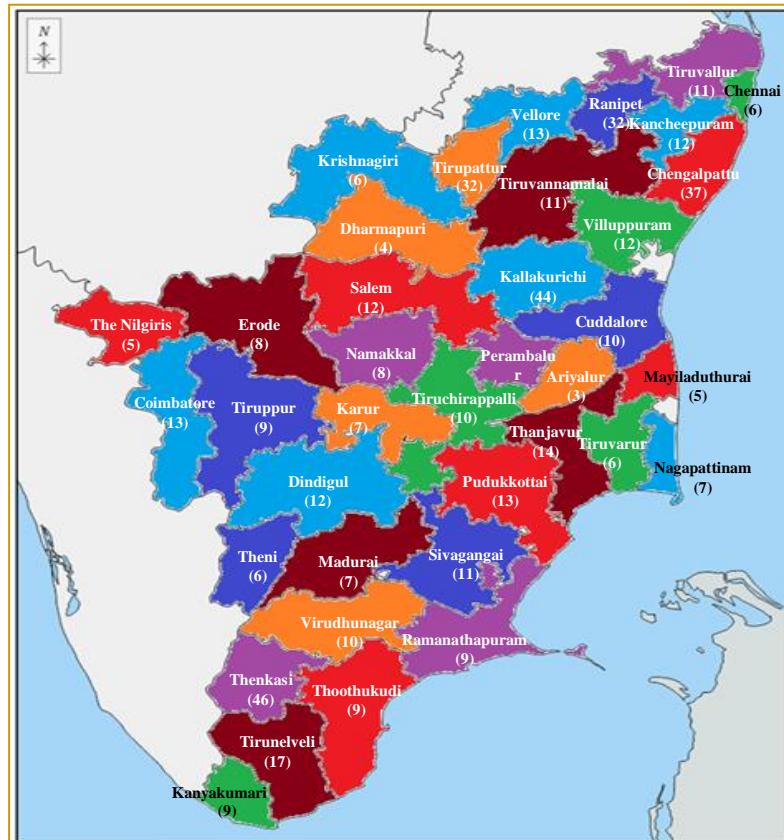 N
Tiruvallur
(11)
Chennai
(6)
Ranipet
(32)
Vellore
(13)
Kancheepuram
(12)
Krishnagiri
(6)
Tirupattur
(32)
Chengalpattu
(37)
Tiruvannamalai
(11)
Villuppuram
(12)
Dharmapuri
(4)
Kallakurichi
(44)
Salem
(12)
The Nilgiris
(5)
Erode
(8)
Cuddalore
(10)
Namakkal
(8)
Perambalu
r
Ariyalur
(3)
Mayiladuthurai
(5)
Coimbatore
(13)
Tiruppur
(9)
Karur
(7)
Tiruchirappalli
(10)
Thanjavur
(14)
Tiruvarur
(6)
Nagapattinam
(7)
Dindigul
(12)
Pudukkottai
(13)
Theni
(6)
Madurai
(7)
Sivagangai
(11)
Virudhunagar
(10)
Ramanathapuram
(9)
Thenkasi
(46)
Thoothukudi
(9)
Tirunelveli
(17)
Kanyakumari
(9)